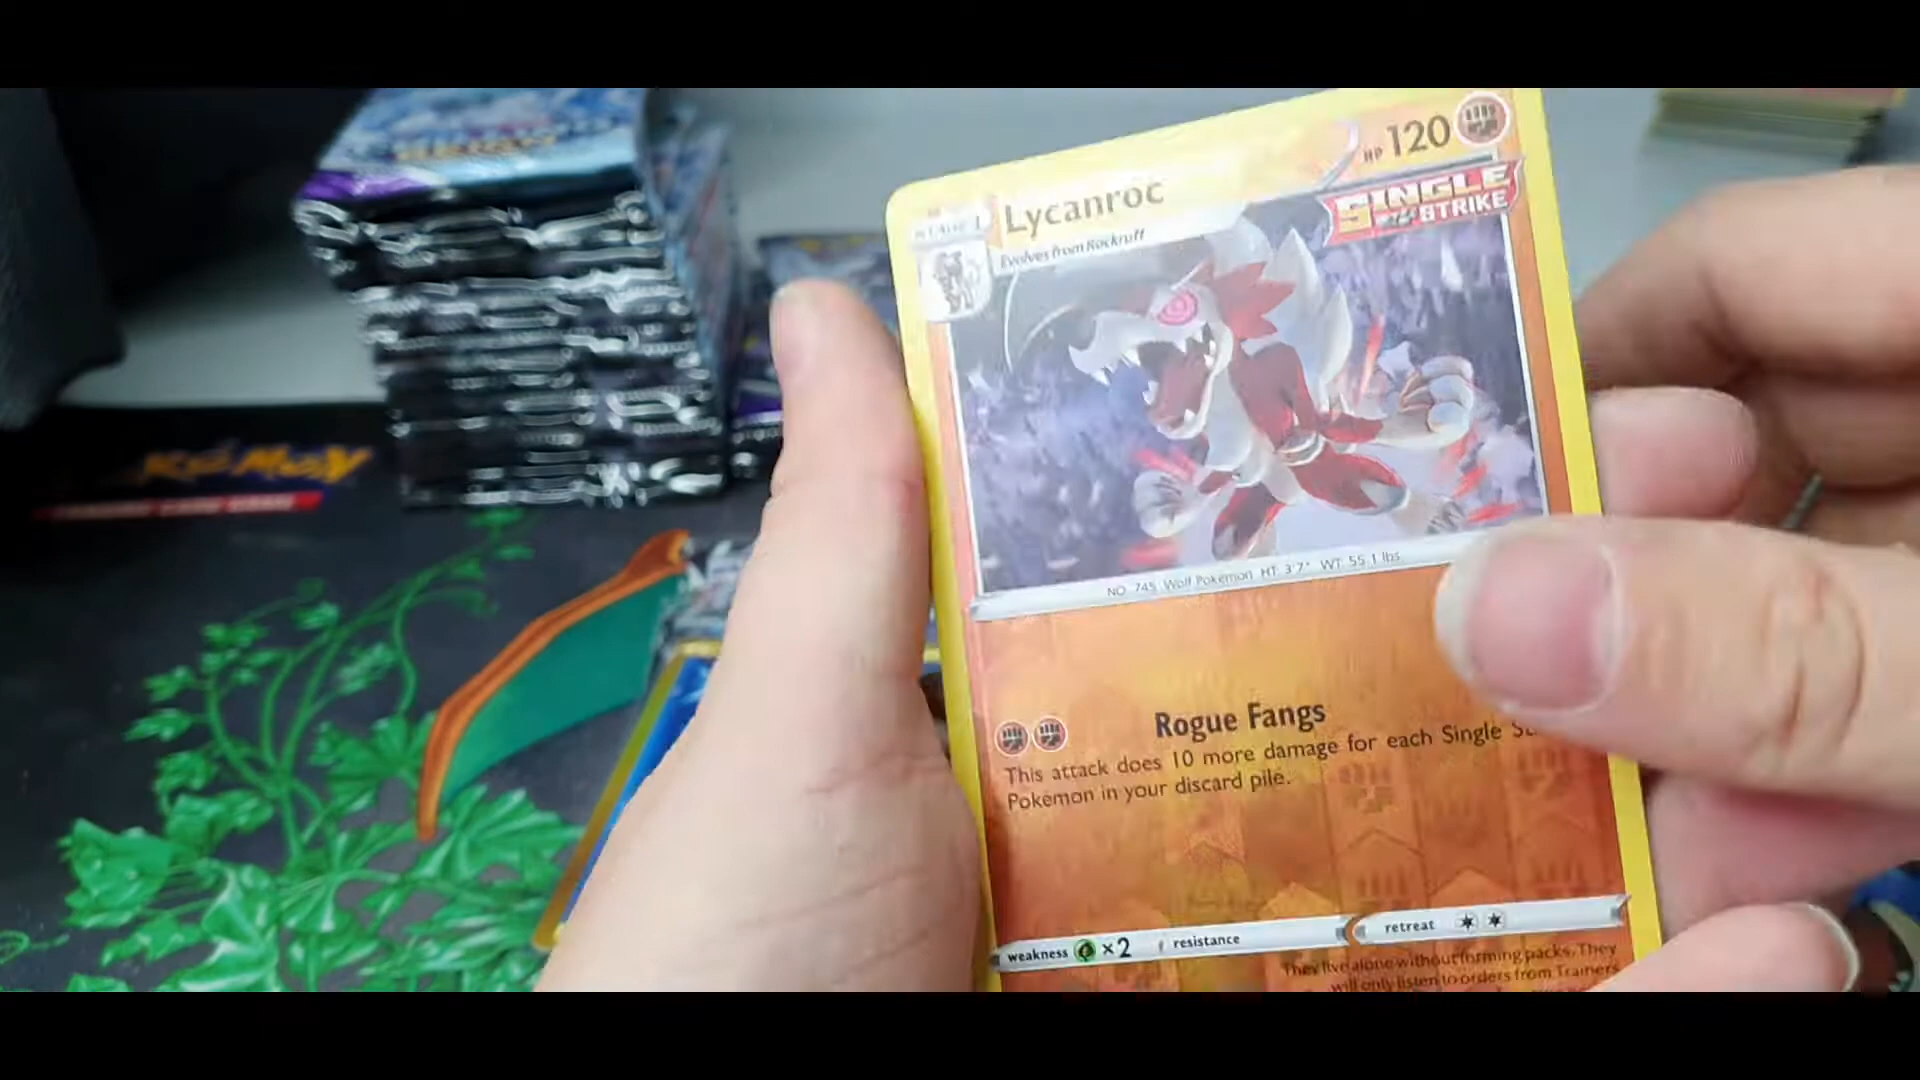 REIGN
POKÉMON
HP 120
Lycanroc
SINGLE
STRIKE
Evolves from Rockruff
NO. 745 Wolf Pokémon HT: 3'7" WT: 55.1 lbs.
Rogue Fangs
This attack does 10 more damage for each Single
Pokémon in your discard pile.
weakness ×2 resistance retreat
They live alone without forming packs. They
will only listen to orders from Trainers